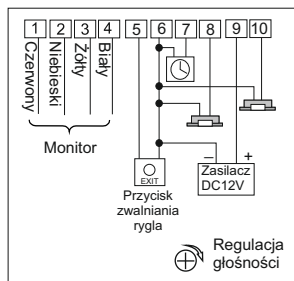 1 2 3 4 5 6 7 8 9 10
Czerwony
Niebieski
Żółty
Biały
Monitor
EXIT
Przycisk
zwalniania
rygla
– +
Zasilacz
DC12V
Regulacja
głośności